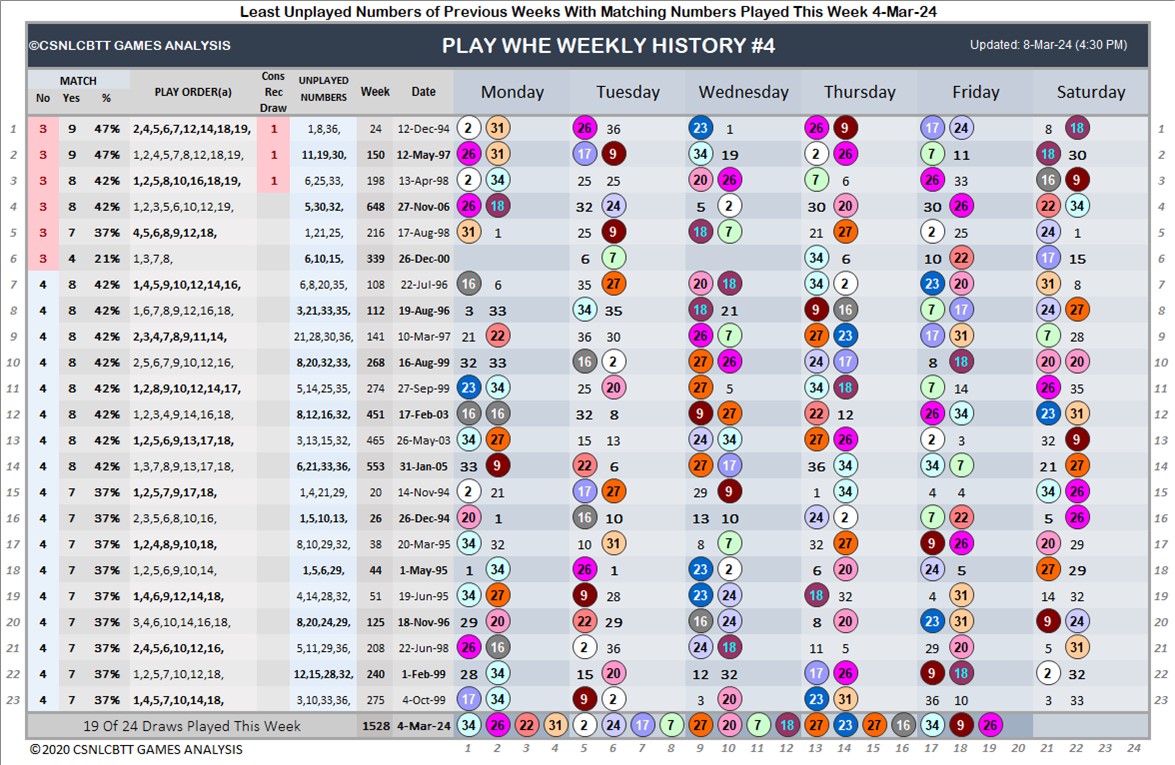 Least Unplayed Numbers of Previous Weeks With Matching Numbers Played This Week 4-Mar-24
©CSNLCBTT GAMES ANALYSIS PLAY WHE WEEKLY HISTORY #4 Updated: 8-Mar-24 (4:30 PM)
MATCH No Yes % PLAY ORDER(a) Cons Rec Draw UNPLAYED NUMBERS Week Date Monday Tuesday Wednesday Thursday Friday Saturday
1 3 9 47% 2,4,5,6,7,12,14,18,19, 1 1,8,36, 24 12-Dec-94 2 31 26 36 23 1 26 9 17 24 8 18 1
2 3 9 47% 1,2,4,5,7,8,12,18,19, 1 11,19,30, 150 12-May-97 26 31 17 9 34 19 2 26 7 11 18 30 2
3 3 8 42% 1,2,5,8,10,16,18,19, 1 6,25,33, 198 13-Apr-98 2 34 25 25 20 26 7 6 26 33 16 9 3
4 3 8 42% 1,2,3,5,6,10,12,19, 5,30,32, 648 27-Nov-06 26 18 32 24 5 2 30 20 30 26 22 34 4
5 3 7 37% 4,5,6,8,9,12,18, 1,21,25, 216 17-Aug-98 31 1 25 9 18 7 21 27 2 25 24 1 5
6 3 4 21% 1,3,7,8, 6,10,15, 339 26-Dec-00 6 7 34 6 10 22 17 15 6
7 4 8 42% 1,4,5,9,10,12,14,16, 6,8,20,35, 108 22-Jul-96 16 6 35 27 20 18 34 2 23 20 31 8 7
8 4 8 42% 1,6,7,8,9,12,16,18, 3,21,33,35, 112 19-Aug-96 3 33 34 35 18 21 9 16 7 17 24 27 8
9 4 8 42% 2,3,4,7,8,9,11,14, 21,28,30,36, 141 10-Mar-97 21 22 36 30 26 7 27 23 17 31 7 28 9
10 4 8 42% 2,5,6,7,9,10,12,16, 8,20,32,33, 268 16-Aug-99 32 33 16 2 27 26 24 17 8 18 20 20 10
11 4 8 42% 1,2,8,9,10,12,14,17, 5,14,25,35, 274 27-Sep-99 23 34 25 20 27 5 34 18 7 14 26 35 11
12 4 8 42% 1,2,3,4,9,14,16,18, 8,12,16,32, 451 17-Feb-03 16 16 32 8 9 27 22 12 26 34 23 31 12
13 4 8 42% 1,2,5,6,9,13,17,18, 3,13,15,32, 465 26-May-03 34 27 15 13 24 34 27 26 2 3 32 9 13
14 4 8 42% 1,3,7,8,9,13,17,18, 6,21,33,36, 553 31-Jan-05 33 9 22 6 27 17 36 34 34 7 21 27 14
15 4 7 37% 1,2,5,7,9,17,18, 1,4,21,29, 20 14-Nov-94 2 21 17 27 29 9 1 34 4 4 34 26 15
16 4 7 37% 2,3,5,6,8,10,16, 1,5,10,13, 26 26-Dec-94 20 1 16 10 13 10 24 2 7 22 5 26 16
17 4 7 37% 1,2,4,8,9,10,18, 8,10,29,32, 38 20-Mar-95 34 32 10 31 8 7 32 27 9 26 20 29 17
18 4 7 37% 1,2,5,6,9,10,14, 1,5,6,29, 44 1-May-95 1 34 26 1 23 2 6 20 24 5 27 29 18
19 4 7 37% 1,4,6,9,12,14,18, 4,14,28,32, 51 19-Jun-95 34 27 9 28 23 24 18 32 4 31 14 32 19
20 4 7 37% 3,4,6,10,14,16,18, 8,20,24,29, 125 18-Nov-96 29 20 22 29 16 24 8 20 23 31 9 24 20
21 4 7 37% 2,4,5,6,10,12,16, 5,11,29,36, 208 22-Jun-98 26 16 2 36 24 18 11 5 29 20 5 31 21
22 4 7 37% 1,2,5,7,10,12,18, 12,15,28,32, 240 1-Feb-99 28 34 15 20 12 32 17 26 9 18 2 32 22
23 4 7 37% 1,4,5,7,10,14,18, 3,10,33,36, 275 4-Oct-99 17 34 9 2 3 20 23 31 36 10 3 33 23
19 Of 24 Draws Played This Week 1528 4-Mar-24 34 26 22 31 2 24 17 7 27 20 7 18 27 23 27 16 34 9 26
© 2020 CSNLCBTT GAMES ANALYSIS 1 2 3 4 5 6 7 8 9 10 11 12 13 14 15 16 17 18 19 20 21 22 23 24